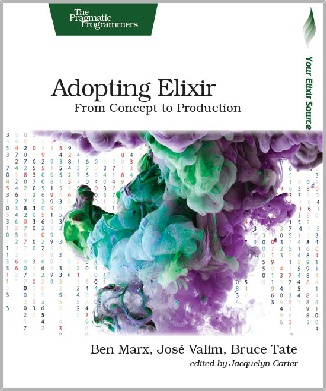 The
Pragmatic
Programmers
Your Elixir Source
Adopting Elixir
From Concept to Production
Ben Marx, José Valim, Bruce Tate
edited by Jacquelyn Carter